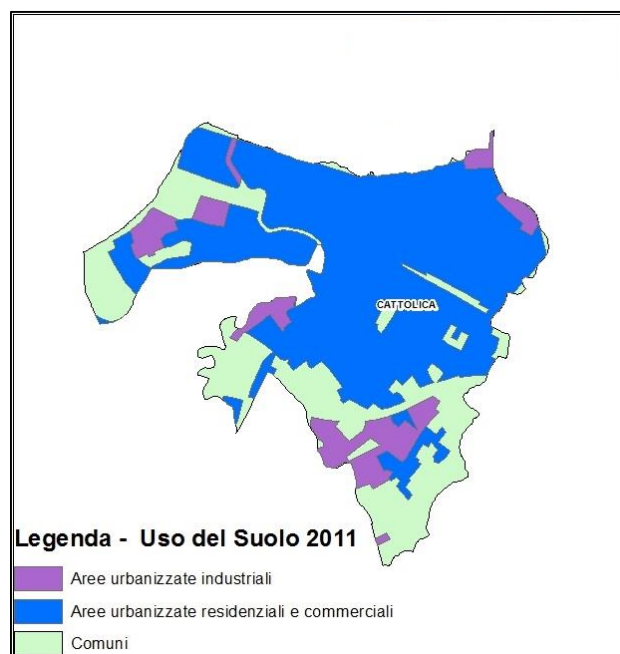 CATTOLICA
Legenda - Uso del Suolo 2011
Aree urbanizzate industriali
Aree urbanizzate residenziali e commerciali
Comuni